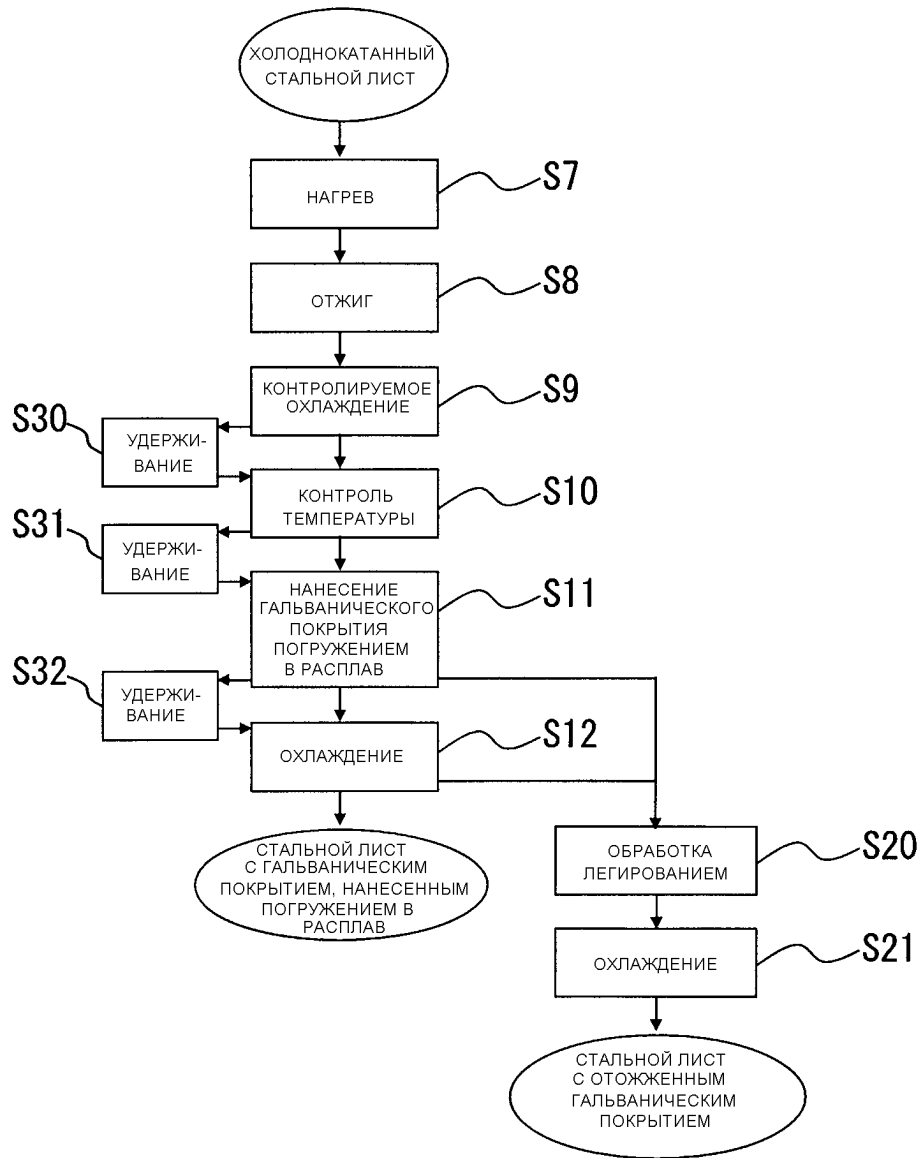 ХОЛОДНОКАТАННЫЙ
СТАЛЬНОЙ ЛИСТ
НАГРЕВ
S7
ОТЖИГ
S8
КОНТРОЛИРУЕМОЕ
ОХЛАЖДЕНИЕ
S9
S30
УДЕРЖИ-
ВАНИЕ
КОНТРОЛЬ
ТЕМПЕРАТУРЫ
S10
S31
УДЕРЖИ-
ВАНИЕ
НАНЕСЕНИЕ
ГАЛЬВАНИЧЕСКОГО
ПОКРЫТИЯ
ПОГРУЖЕНИЕМ
В РАСПЛАВ
S11
S32
УДЕРЖИ-
ВАНИЕ
ОХЛАЖДЕНИЕ
S12
СТАЛЬНОЙ ЛИСТ
С ГАЛЬВАНИЧЕСКИМ
ПОКРЫТИЕМ, НАНЕСЕННЫМ
ПОГРУЖЕНИЕМ В
РАСПЛАВ
ОБРАБОТКА
ЛЕГИРОВАНИЕМ
S20
ОХЛАЖДЕНИЕ
S21
СТАЛЬНОЙ ЛИСТ
С ОТОЖЖЕННЫМ
ГАЛЬВАНИЧЕСКИМ
ПОКРЫТИЕМ